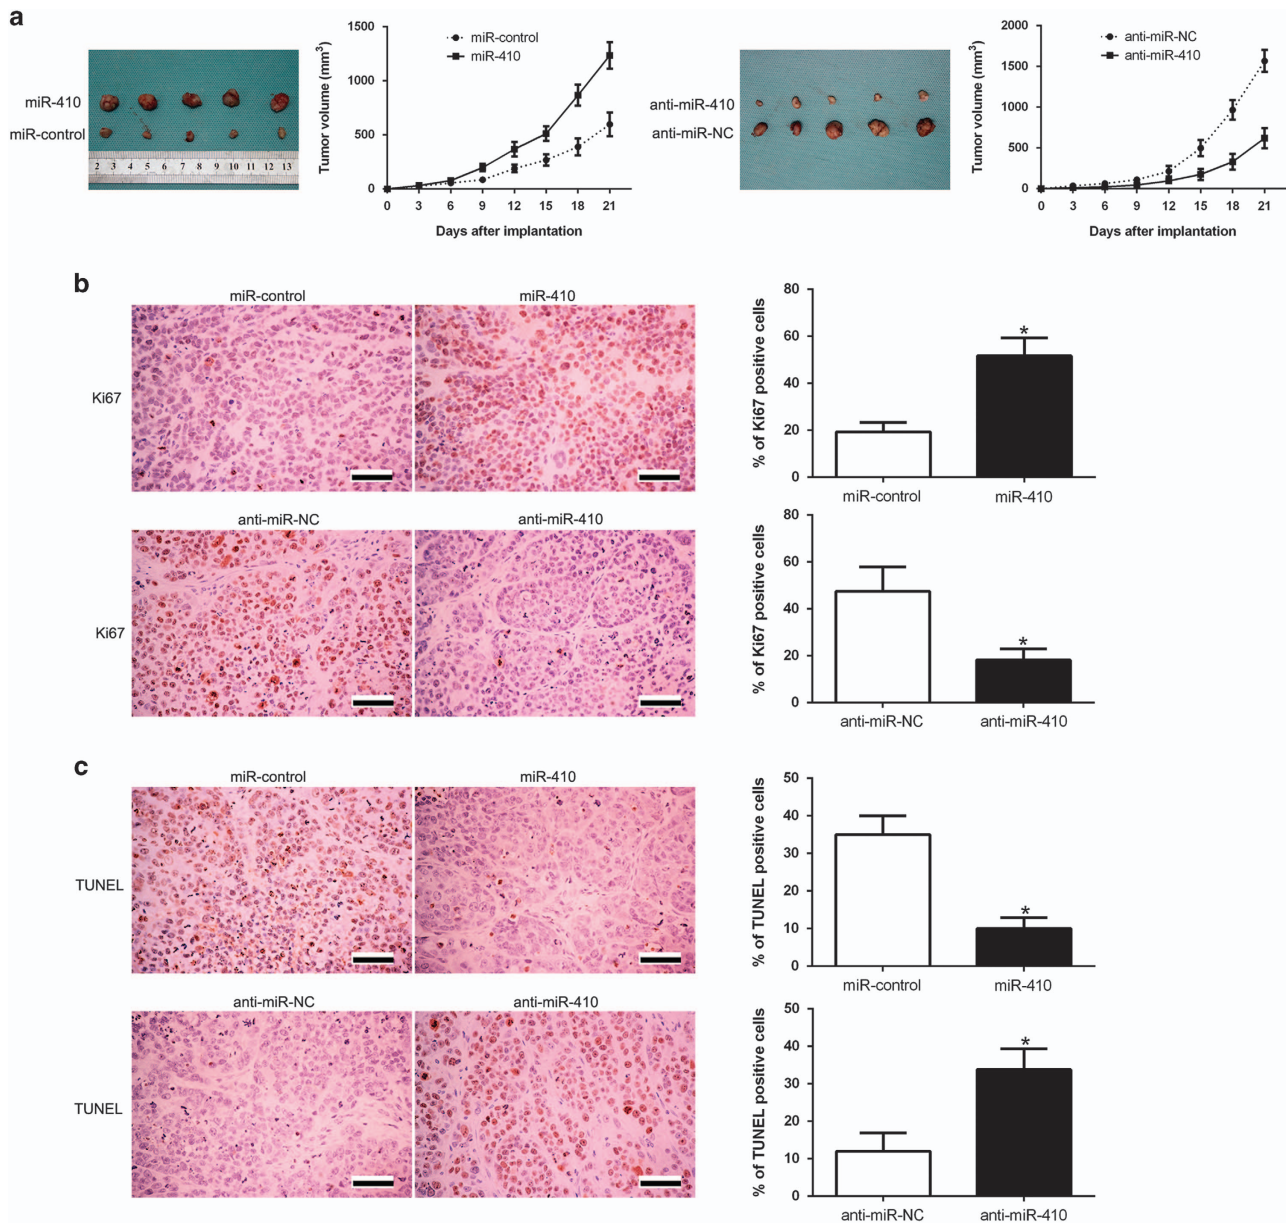 a
miR-410
miR-control
2 3 4 5 6 7 8 9 10 11 12 13
Tumor volume (mm³)
1500
1000
500
0
miR-control
miR-410
0 3 6 9 12 15 18 21
Days after implantation
anti-miR-410
anti-miR-NC
Tumor volume (mm³)
2000
1500
1000
500
0
anti-miR-NC
anti-miR-410
0 3 6 9 12 15 18 21
Days after implantation
b
miR-control miR-410
Ki67
% of Ki67 positive cells
80
60
40
20
0
*
miR-control miR-410
anti-miR-NC anti-miR-410
Ki67
% of Ki67 positive cells
80
60
40
20
0
*
anti-miR-NC anti-miR-410
c
miR-control miR-410
TUNEL
% of TUNEL positive cells
50
40
30
20
10
0
*
miR-control miR-410
anti-miR-NC anti-miR-410
TUNEL
% of TUNEL positive cells
50
40
30
20
10
0
*
anti-miR-NC anti-miR-410